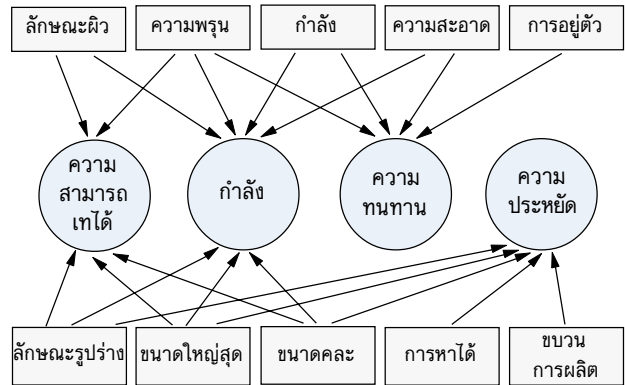 ลักษณะผิว
ความพรุน
กำลัง
ความสะอาด
การอยู่ตัว
ความ
สามารถ
เทได้
กำลัง
ความ
ทนทาน
ความ
ประหยัด
ลักษณะรูปร่าง
ขนาดใหญ่สุด
ขนาดคละ
การหาได้
ขบวน
การผลิต